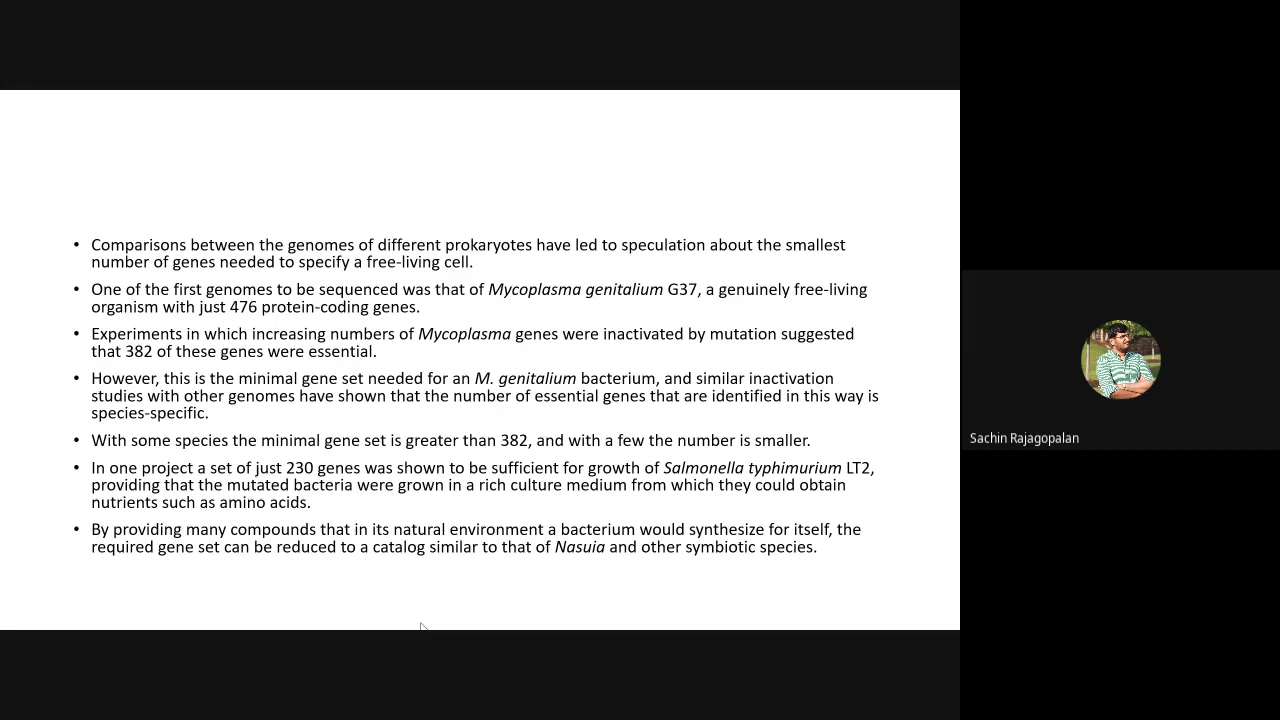 • Comparisons between the genomes of different prokaryotes have led to speculation about the smallest
number of genes needed to specify a free-living cell.
• One of the first genomes to be sequenced was that of Mycoplasma genitalium G37, a genuinely free-living
organism with just 476 protein-coding genes.
• Experiments in which increasing numbers of Mycoplasma genes were inactivated by mutation suggested
that 382 of these genes were essential.
• However, this is the minimal gene set needed for an M. genitalium bacterium, and similar inactivation
studies with other genomes have shown that the number of essential genes that are identified in this way is
species-specific.
• With some species the minimal gene set is greater than 382, and with a few the number is smaller.
• In one project a set of just 230 genes was shown to be sufficient for growth of Salmonella typhimurium LT2,
providing that the mutated bacteria were grown in a rich culture medium from which they could obtain
nutrients such as amino acids.
• By providing many compounds that in its natural environment a bacterium would synthesize for itself, the
required gene set can be reduced to a catalog similar to that of Nasuia and other symbiotic species.
Sachin Rajagopalan